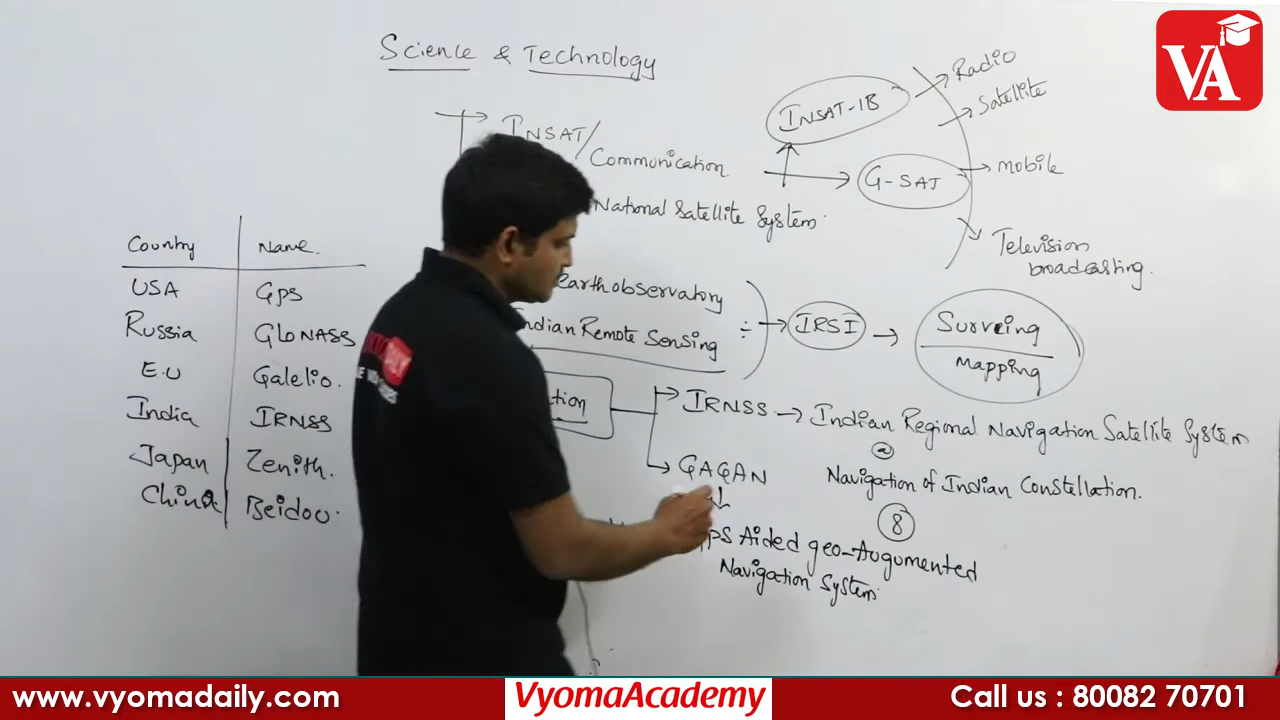 VA
Science & Technology
INSAT/
Communication
National Satellite System
INSAT-1B
G-SAT
Radio
Satellite
mobile
Television
broadcasting.
Country Name
USA GPS
Russia GLONASS
E.U Galelio.
India IRNSS
Japan Zenith.
China Beidou.
earth observatory
Indian Remote Sensing
IRSI
Surveing
mapping
IRNSS
Indian Regional Navigation Satellite System
Navigation of Indian Constellation.
8
GAGAN
GPS Aided geo-Augumented
Navigation System
www.vyomadaily.com
VyomaAcademy
Call us : 80082 70701